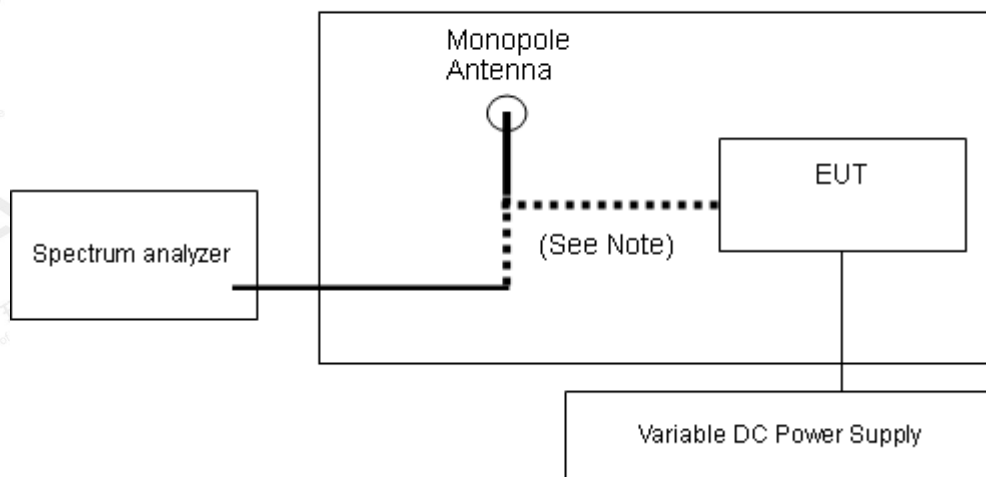 Monopole
Antenna
EUT
Spectrum analyzer
(See Note)
Variable DC Power Supply